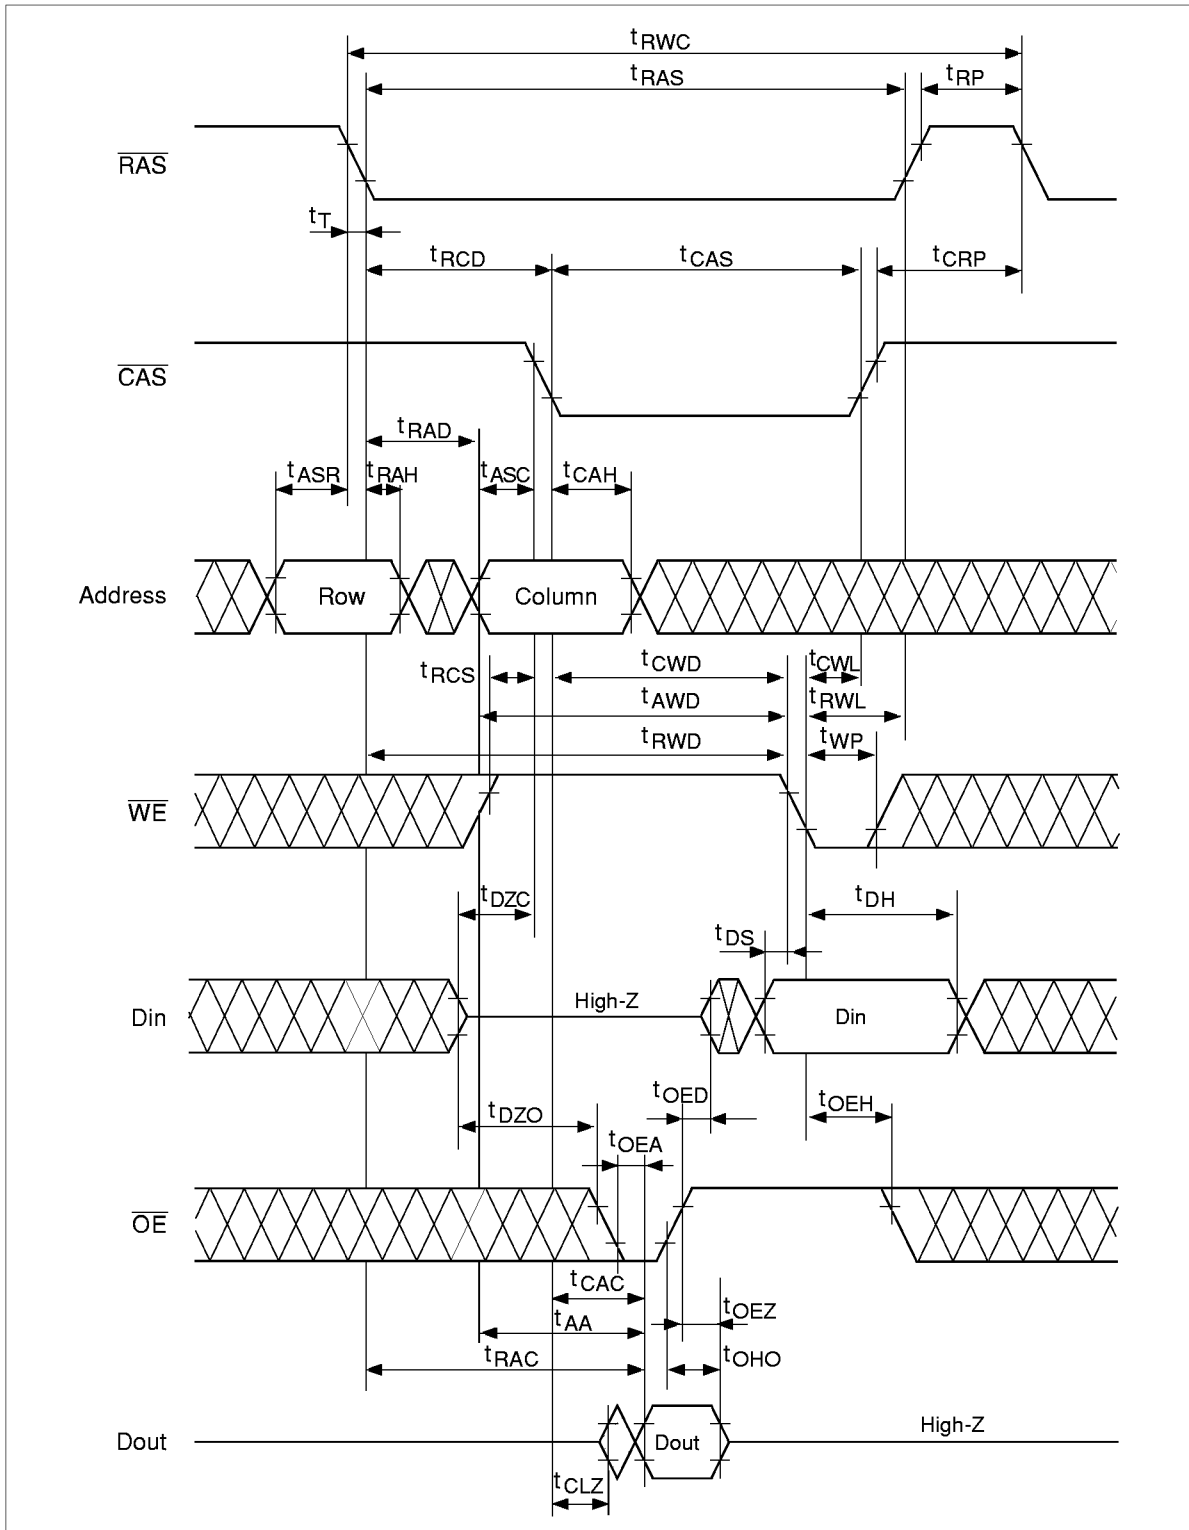 tRWC
tRAS
tRP
RAS
tT
tRCD
tCAS
tCRP
CAS
tRAD
tASR
tRAH
tASC
tCAH
Address
Row
Column
tRCS
tCWD
tCWL
tAWD
tRWL
tRWD
tWP
WE
tDZC
tDH
tDS
Din
High-Z
Din
tOED
tDZO
tOEH
tOEA
OE
tCAC
tOEZ
tAA
tRAC
tOHO
Dout
Dout
High-Z
tCLZ